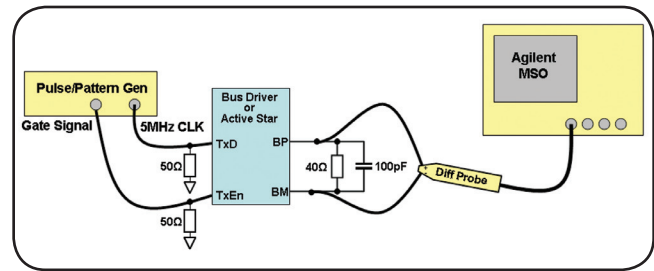 Agilent
MSO
Pulse/Pattern Gen
Bus Driver
or
Active Star
Gate Signal
5MHz CLK
TxD
BP
50Ω
40Ω
100pF
Diff Probe
TxEn
BM
50Ω